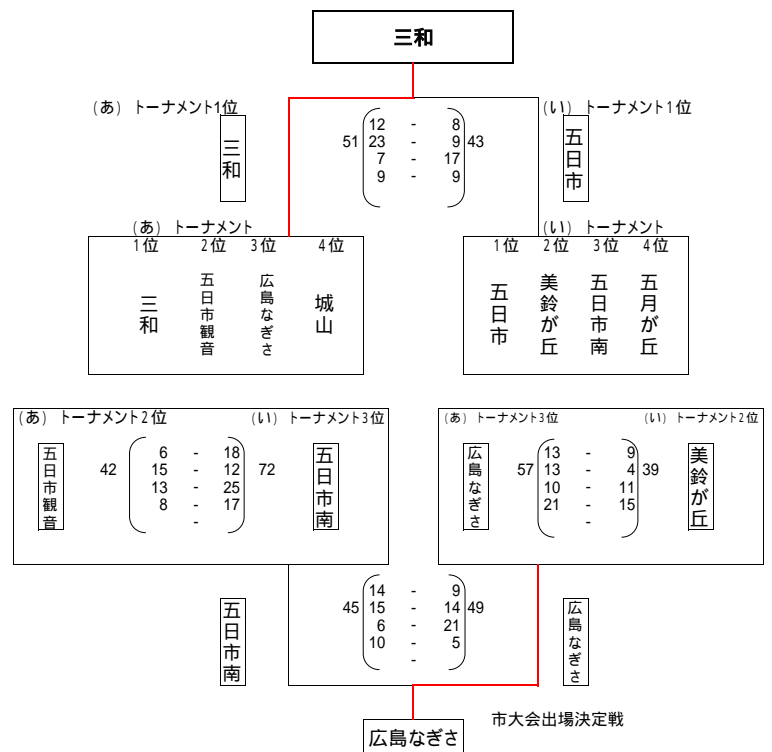 三和
(あ) トーナメント1位
(い) トーナメント1位
三和
51
12 - 8
23 - 9
7 - 17
9 - 9
43
五日市
(あ) トーナメント
1位 2位 3位 4位
三和
五日市観音
広島なぎさ
城山
(い) トーナメント
1位 2位 3位 4位
五日市
美鈴が丘
五日市南
五月が丘
(あ) トーナメント2位
(い) トーナメント3位
五日市観音
42
6 - 18
15 - 12
13 - 25
8 - 17
-
72
五日市南
(あ) トーナメント3位
(い) トーナメント2位
広島なぎさ
57
13 - 9
13 - 4
10 - 11
21 - 15
-
39
美鈴が丘
五日市南
45
14 - 9
15 - 14
6 - 21
10 - 5
-
49
広島なぎさ
市大会出場決定戦
広島なぎさ